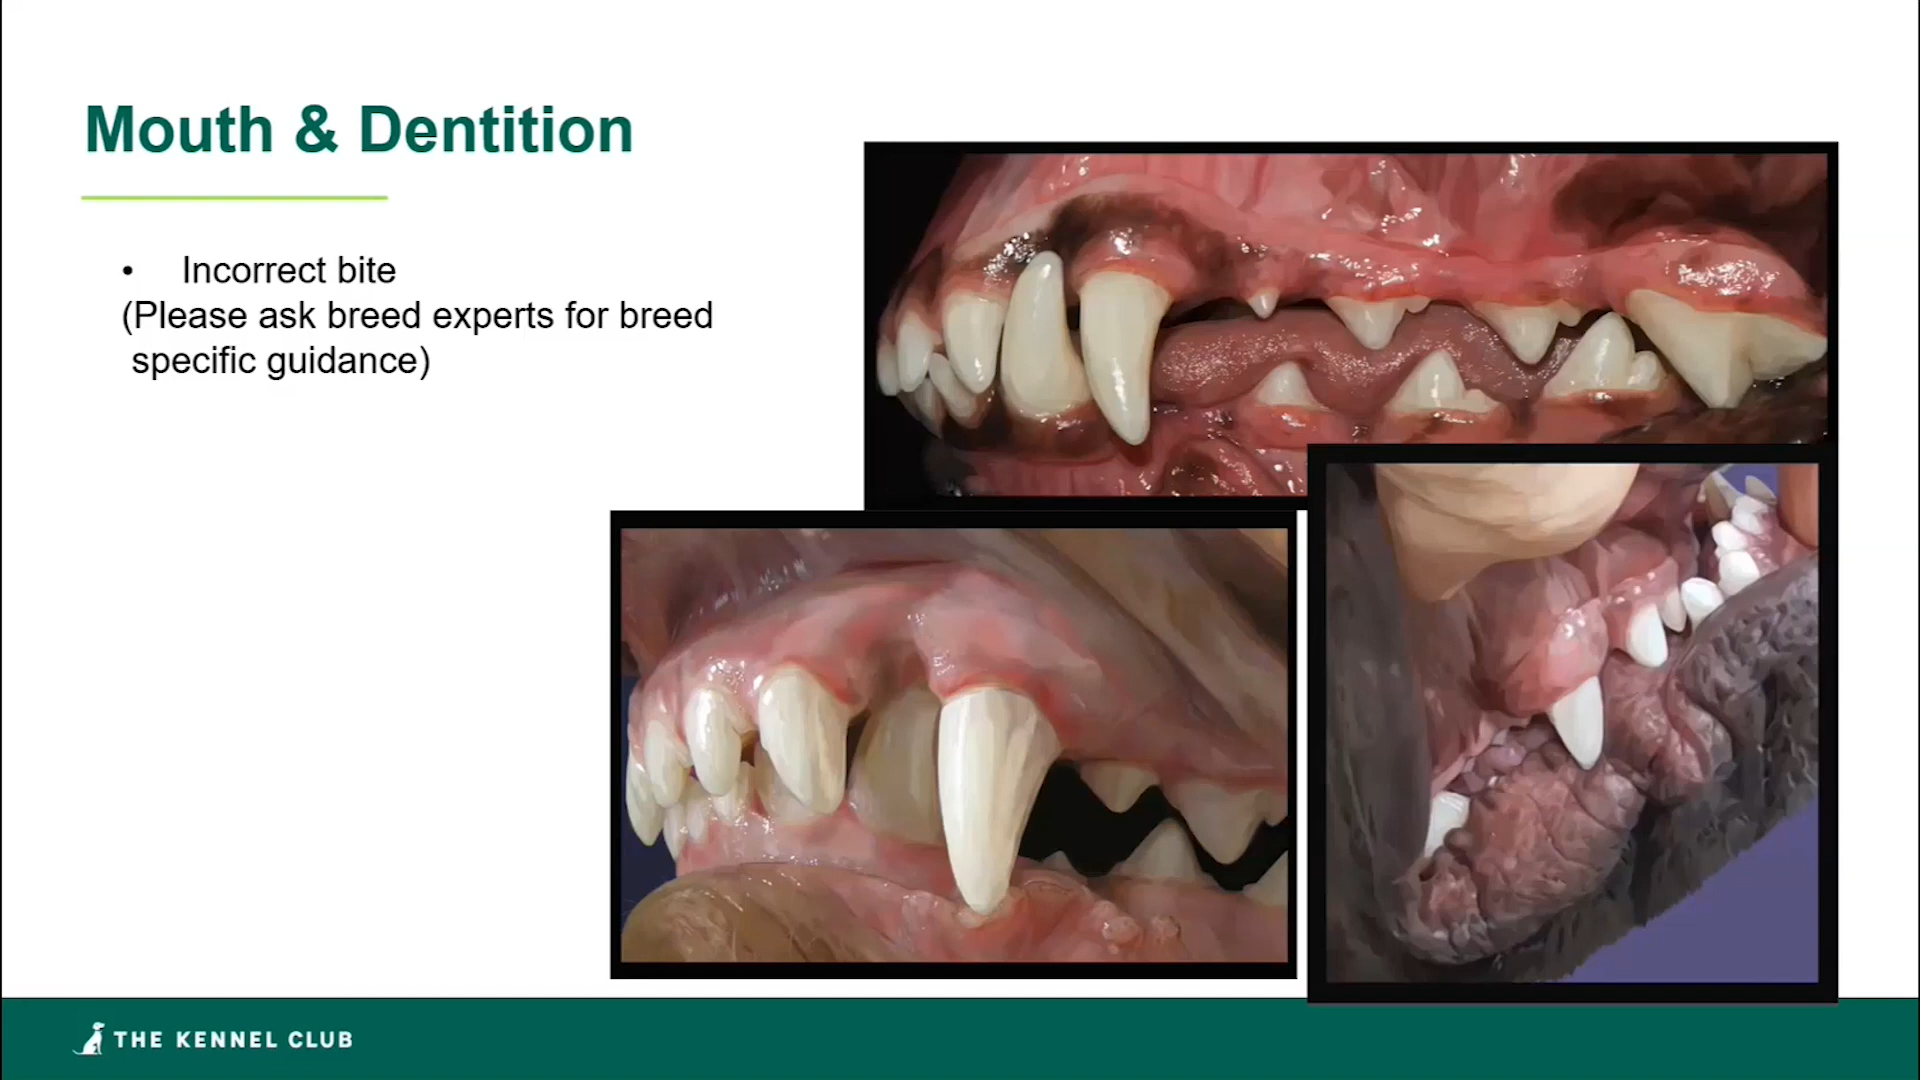 Mouth & Dentition
• Incorrect bite
(Please ask breed experts for breed
specific guidance)
THE KENNEL CLUB